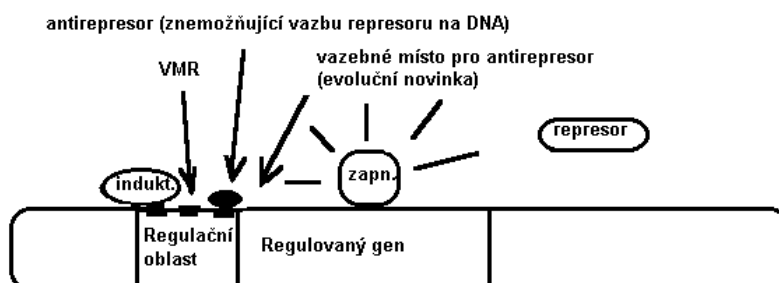 antirepresor (znemožňující vazbu represoru na DNA)
vazebné místo pro antirepresor
(evoluční novinka)
VMR
represor
indukt.
zapn.
Regulační
oblast
Regulovaný gen